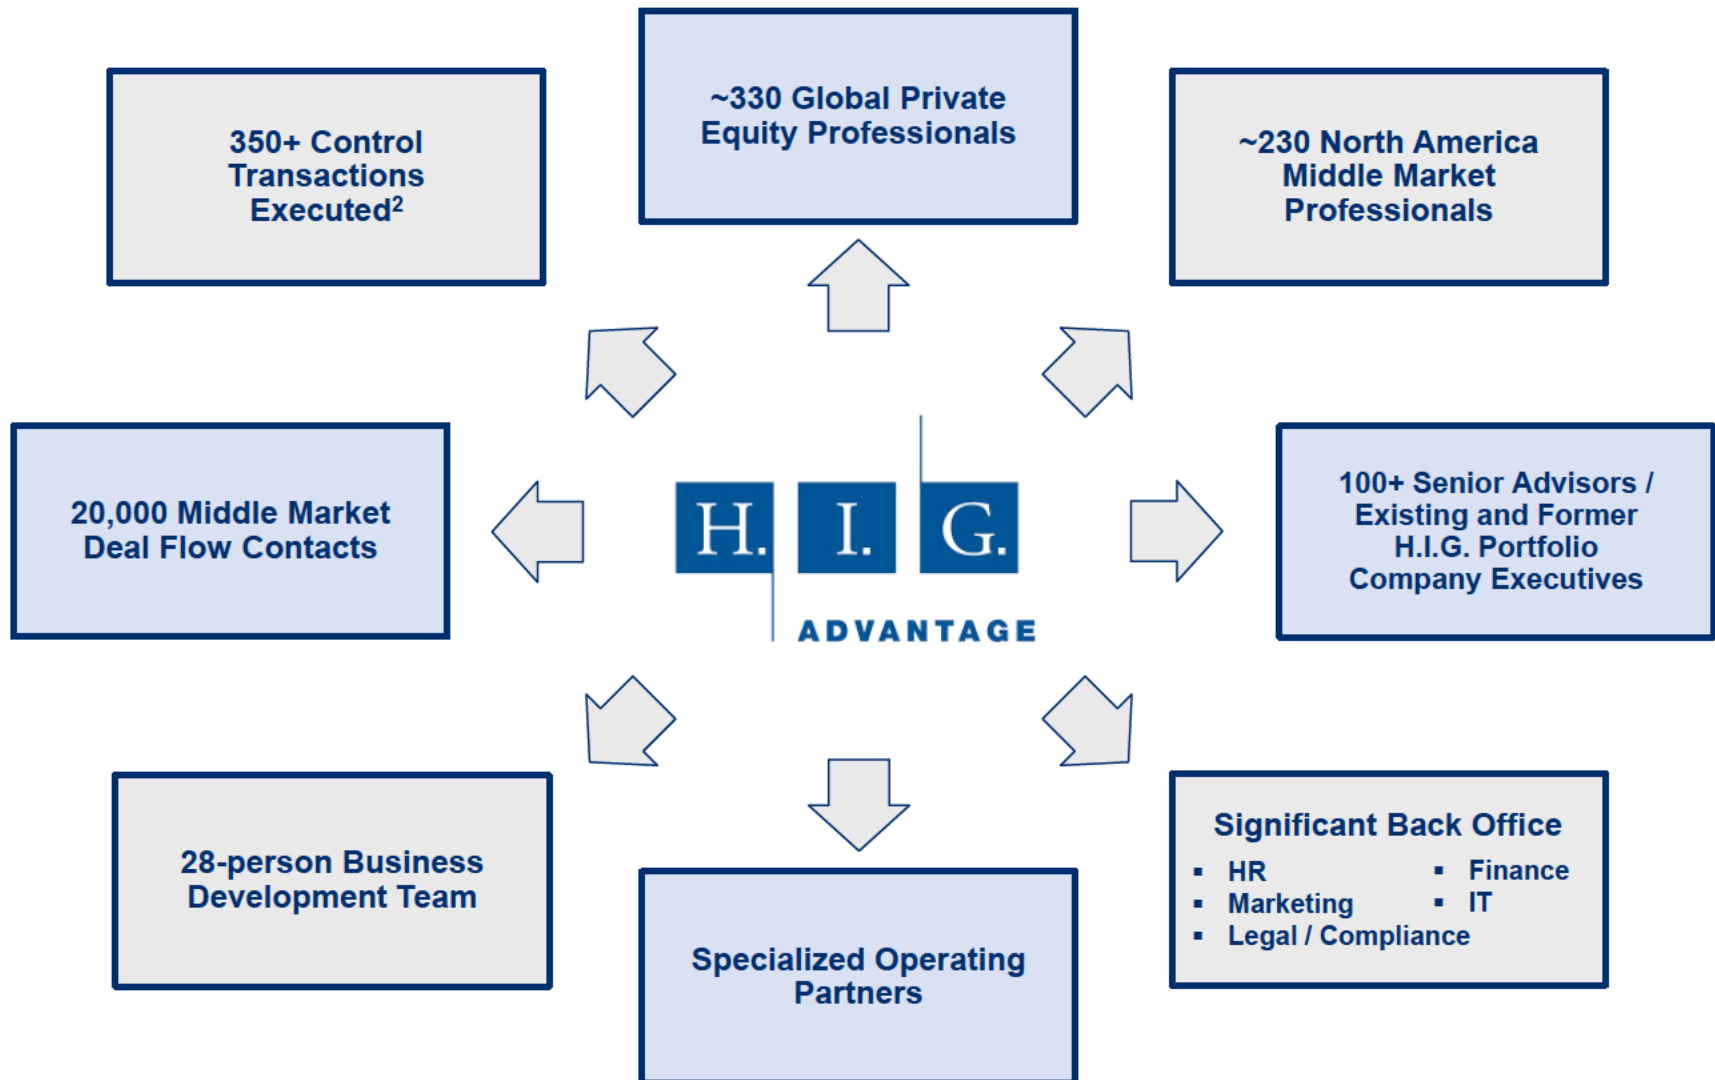 ~330 Global Private
Equity Professionals
350+ Control
Transactions
Executed²
~230 North America
Middle Market
Professionals
20,000 Middle Market
Deal Flow Contacts
H. I. G.
ADVANTAGE
100+ Senior Advisors /
Existing and Former
H.I.G. Portfolio
Company Executives
28-person Business
Development Team
Specialized Operating
Partners
Significant Back Office
▪ HR
▪ Marketing
▪ Legal / Compliance
▪ Finance
▪ IT